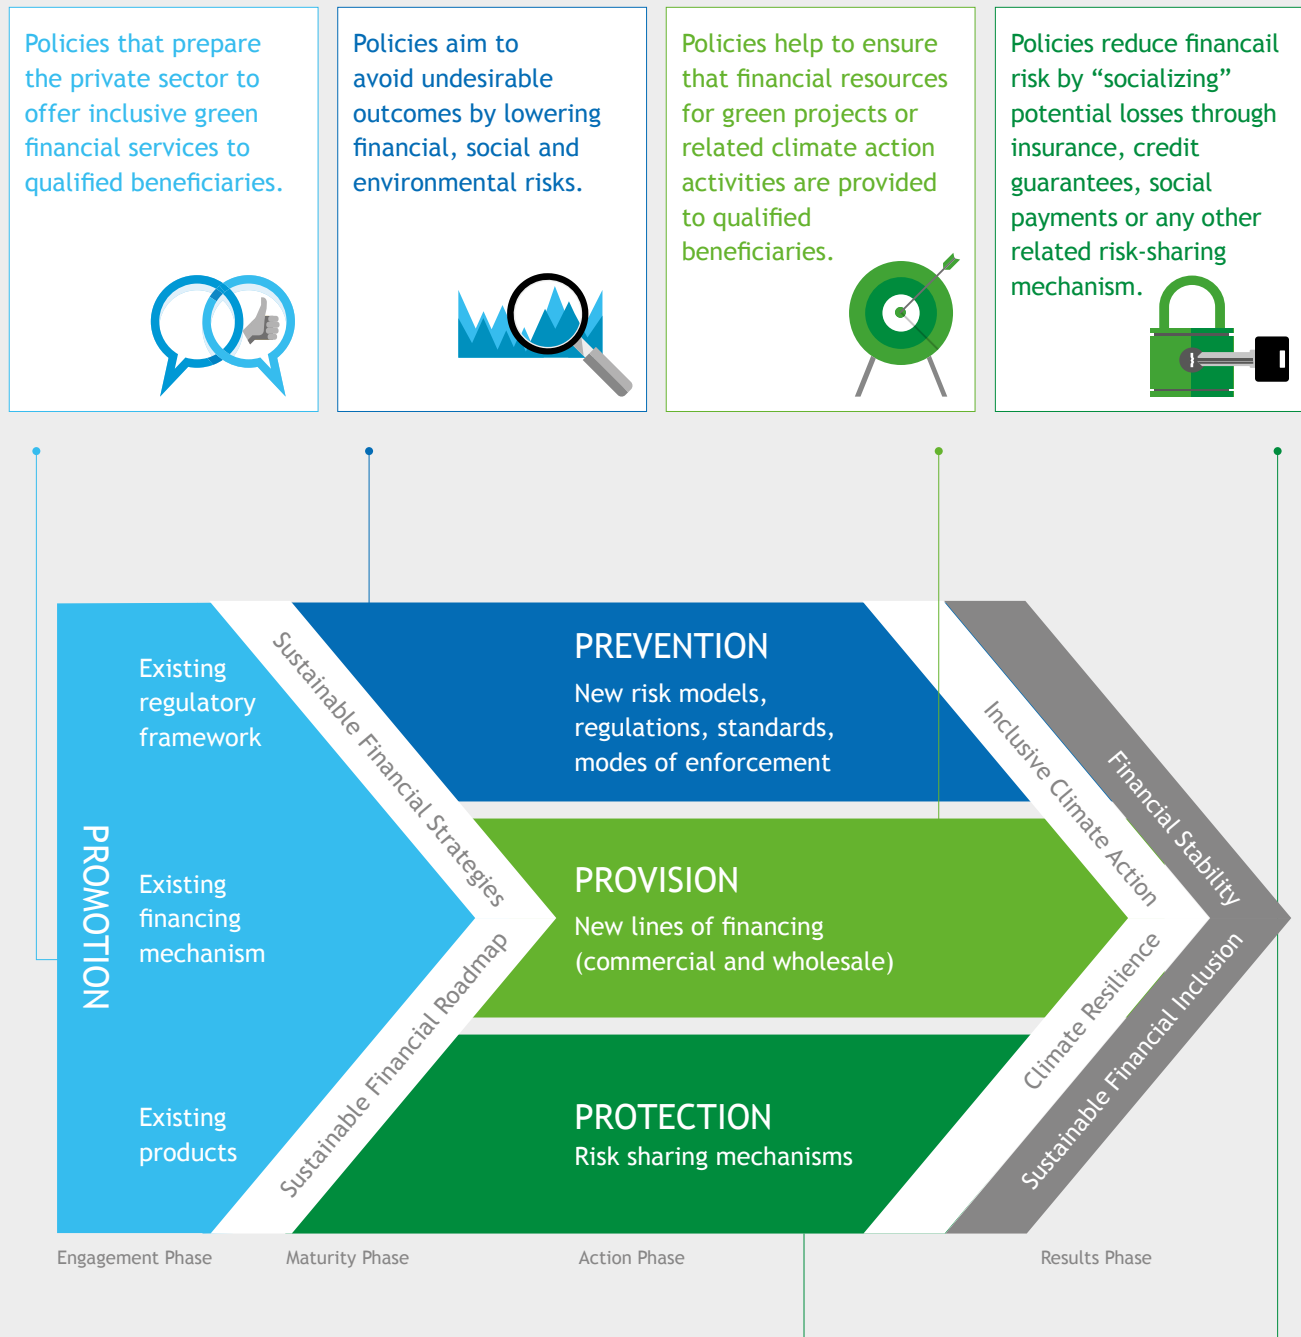 Policies that prepare
the private sector to
offer inclusive green
financial services to
qualified beneficiaries.
Policies aim to
avoid undesirable
outcomes by lowering
financial, social and
environmental risks.
Policies help to ensure
that financial resources
for green projects or
related climate action
activities are provided
to qualified
beneficiaries.
Policies reduce financail
risk by “socializing”
potential losses through
insurance, credit
guarantees, social
payments or any other
related risk-sharing
mechanism.
PROMOTION
Existing
regulatory
framework
Existing
financing
mechanism
Existing
products
Sustainable Financial Strategies
Sustainable Financial Roadmap
PREVENTION
New risk models,
regulations, standards,
modes of enforcement
PROVISION
New lines of financing
(commercial and wholesale)
PROTECTION
Risk sharing mechanisms
Inclusive Climate Action
Climate Resilience
Financial Stability
Sustainable Financial Inclusion
Engagement Phase
Maturity Phase
Action Phase
Results Phase